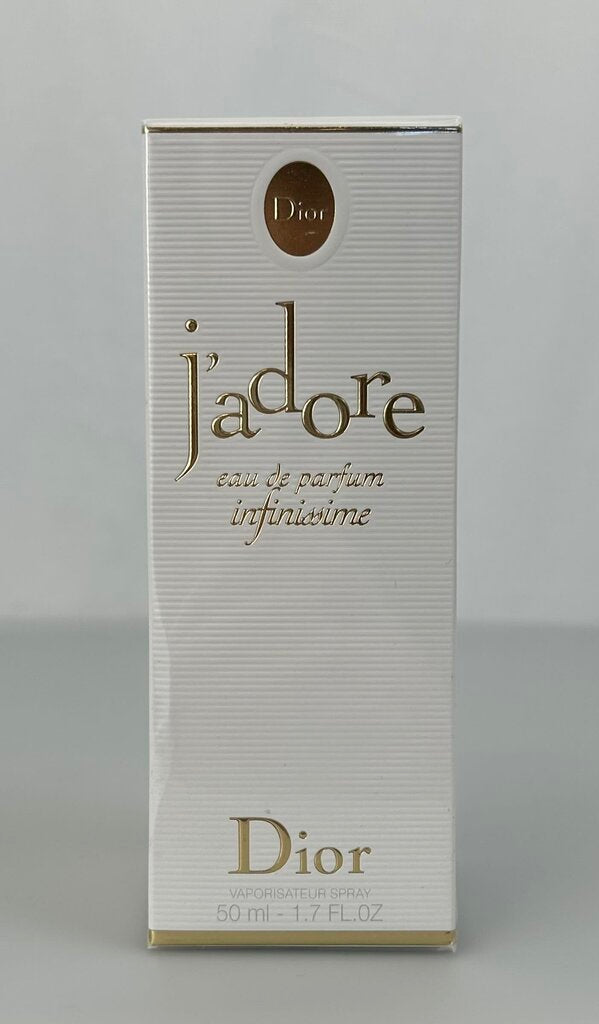 Dior
j'adore
eau de parfum
infinissime
Dior
VAPORISATEUR SPRAY
50 ml - 1.7 FL.OZ